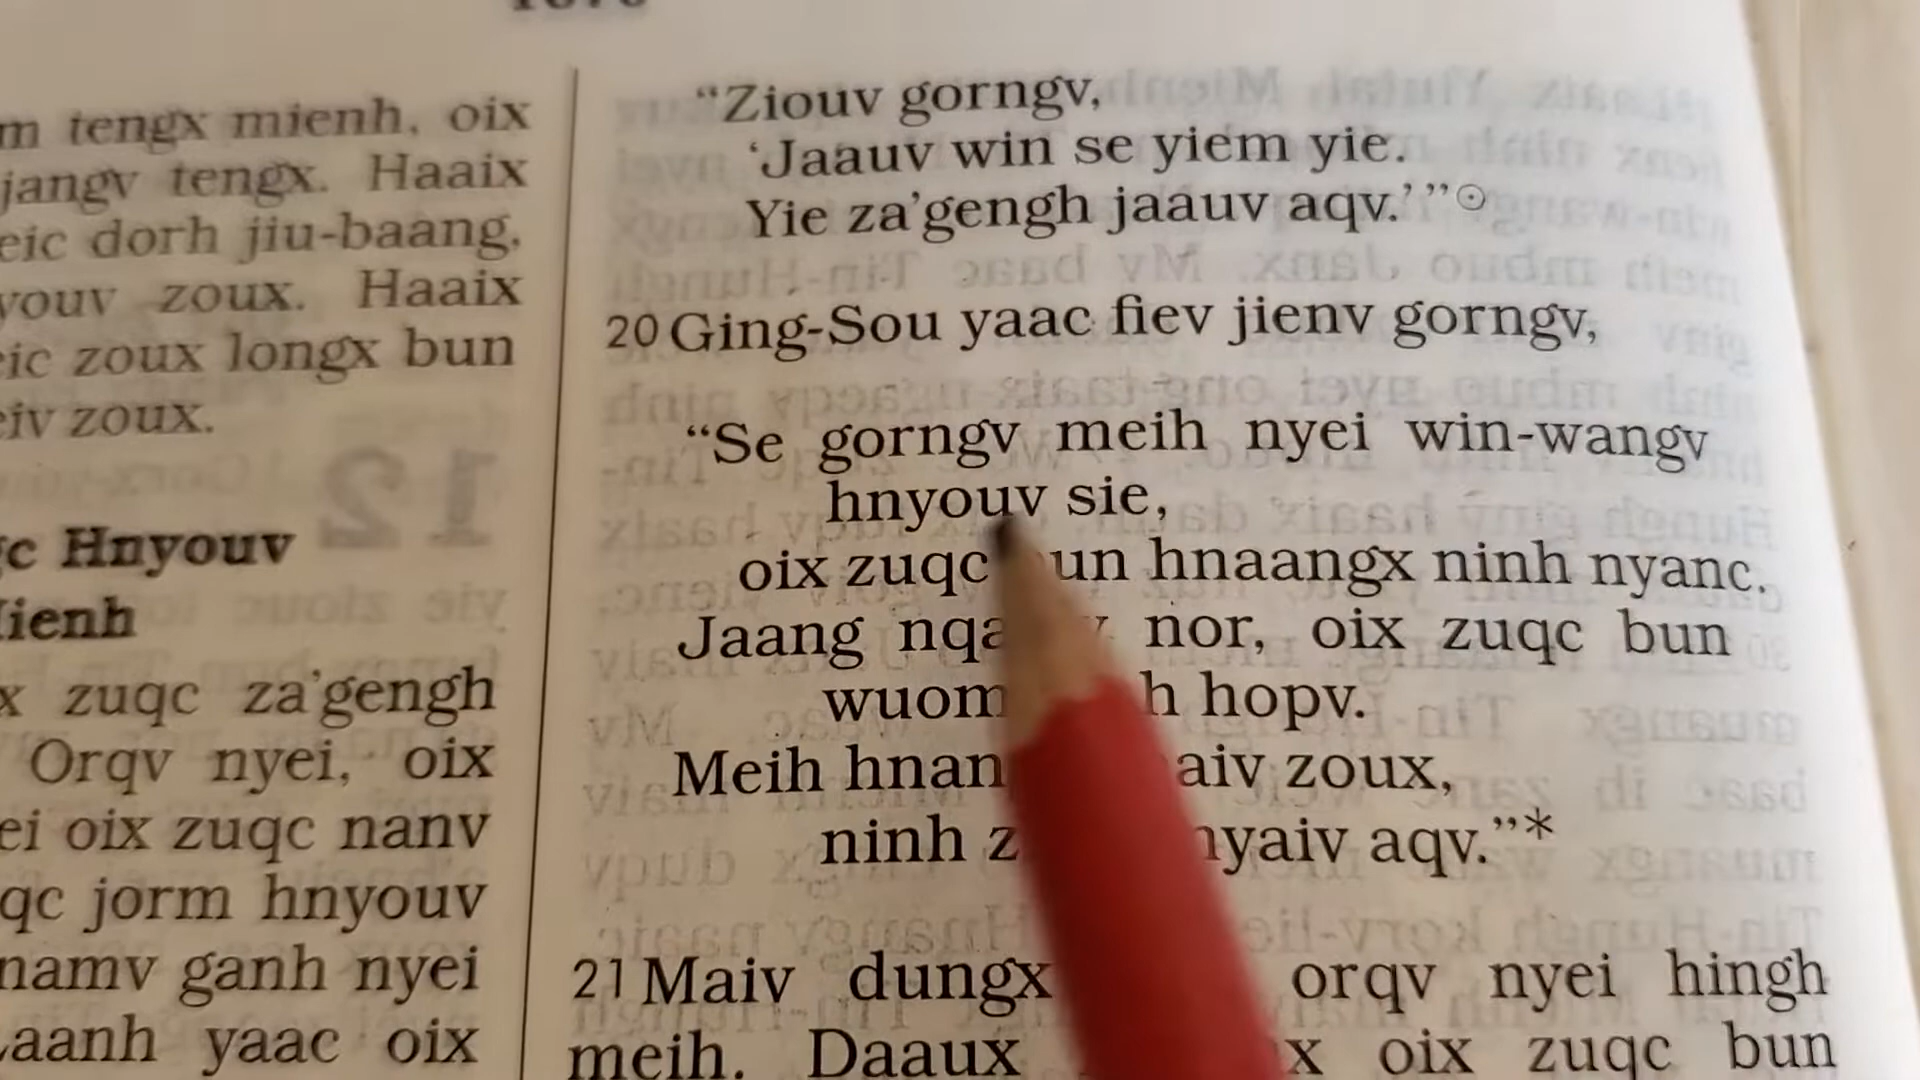 m tengx mienh, oix
jangv tengx. Haaix
eic dorh jiu-baang,
youv zoux. Haaix
eic zoux longx bun
eiv zoux.
c Hnyouv
ienh
x zuqc za'gengh
Orqv nyei, oix
ei oix zuqc nanv
qc jorm hnyouv
namv ganh nyei
aanh yaac oix
“Ziouv gorngv,
‘Jaauv win se yiem yie.
Yie za’gengh jaauv aqv.’”☉
20 Ging-Sou yaac fiev jienv gorngv,
“Se gorngv meih nyei win-wangv
hnyouv sie,
oix zuqc un hnaangx ninh nyanc.
Jaang nqa nor, oix zuqc bun
wuom h hopv.
Meih hnan aiv zoux,
ninh z nyaiv aqv.”*
21 Maiv dungx orqv nyei hingh
meih. Daaux x oix zuqc bun